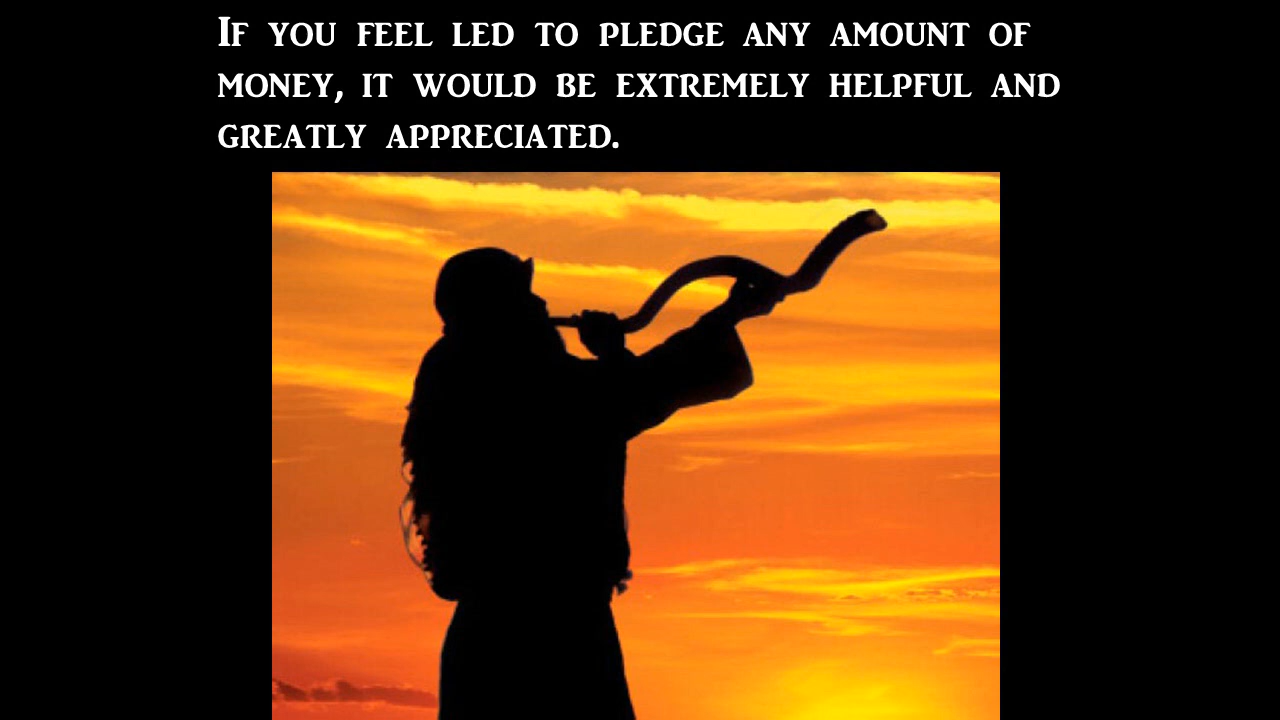 If you feel led to pledge any amount of
money, it would be extremely helpful and
greatly appreciated.